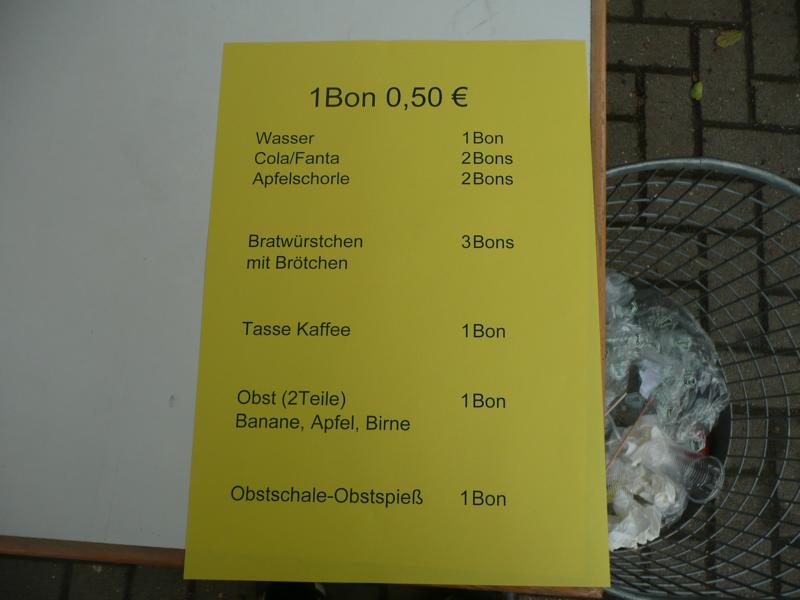 1Bon 0,50 €
Wasser 1Bon
Cola/Fanta 2Bons
Apfelschorle 2Bons
Bratwürstchen 3Bons
mit Brötchen
Tasse Kaffee 1Bon
Obst (2Teile) 1Bon
Banane, Apfel, Birne
Obstschale-Obstspieß 1Bon